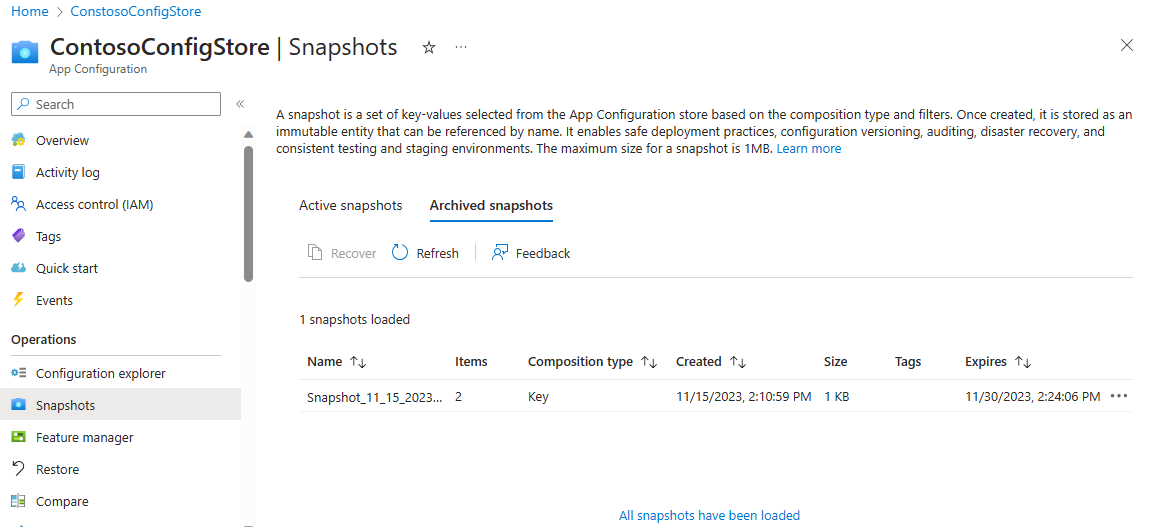 Home > ConstosoConfigStore
ContosoConfigStore | Snapshots
App Configuration
Search
Overview
Activity log
Access control (IAM)
Tags
Quick start
Events
Operations
Configuration explorer
Snapshots
Feature manager
Restore
Compare
A snapshot is a set of key-values selected from the App Configuration store based on the composition type and filters. Once created, it is stored as an
immutable entity that can be referenced by name. It enables safe deployment practices, configuration versioning, auditing, disaster recovery, and
consistent testing and staging environments. The maximum size for a snapshot is 1MB. Learn more
Active snapshots Archived snapshots
Recover Refresh Feedback
1 snapshots loaded
Name Items Composition type Created Size Tags Expires
Snapshot_11_15_2023... 2 Key 11/15/2023, 2:10:59 PM 1 KB 11/30/2023, 2:24:06 PM
All snapshots have been loaded